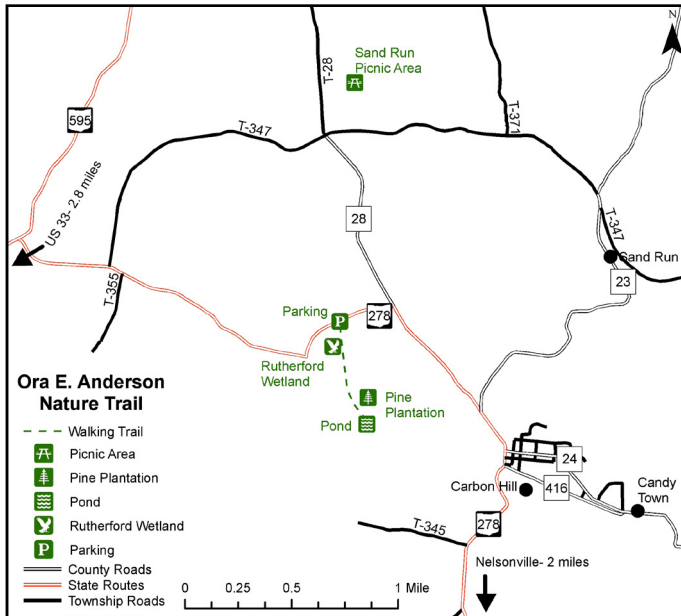 N
Sand Run
Picnic Area
T-28
T-371
595
T-347
US 33- 2.8 miles
28
T-347
Sand Run
23
T-355
Parking
P
278
Rutherford
Wetland
Pine
Plantation
Pond
Ora E. Anderson
Nature Trail
Walking Trail
Picnic Area
Pine Plantation
Pond
Rutherford Wetland
P
Parking
County Roads
State Routes
Township Roads
0 0.25 0.5 1 Mile
24
Carbon Hill
416
Candy
Town
T-345
278
Nelsonville- 2 miles